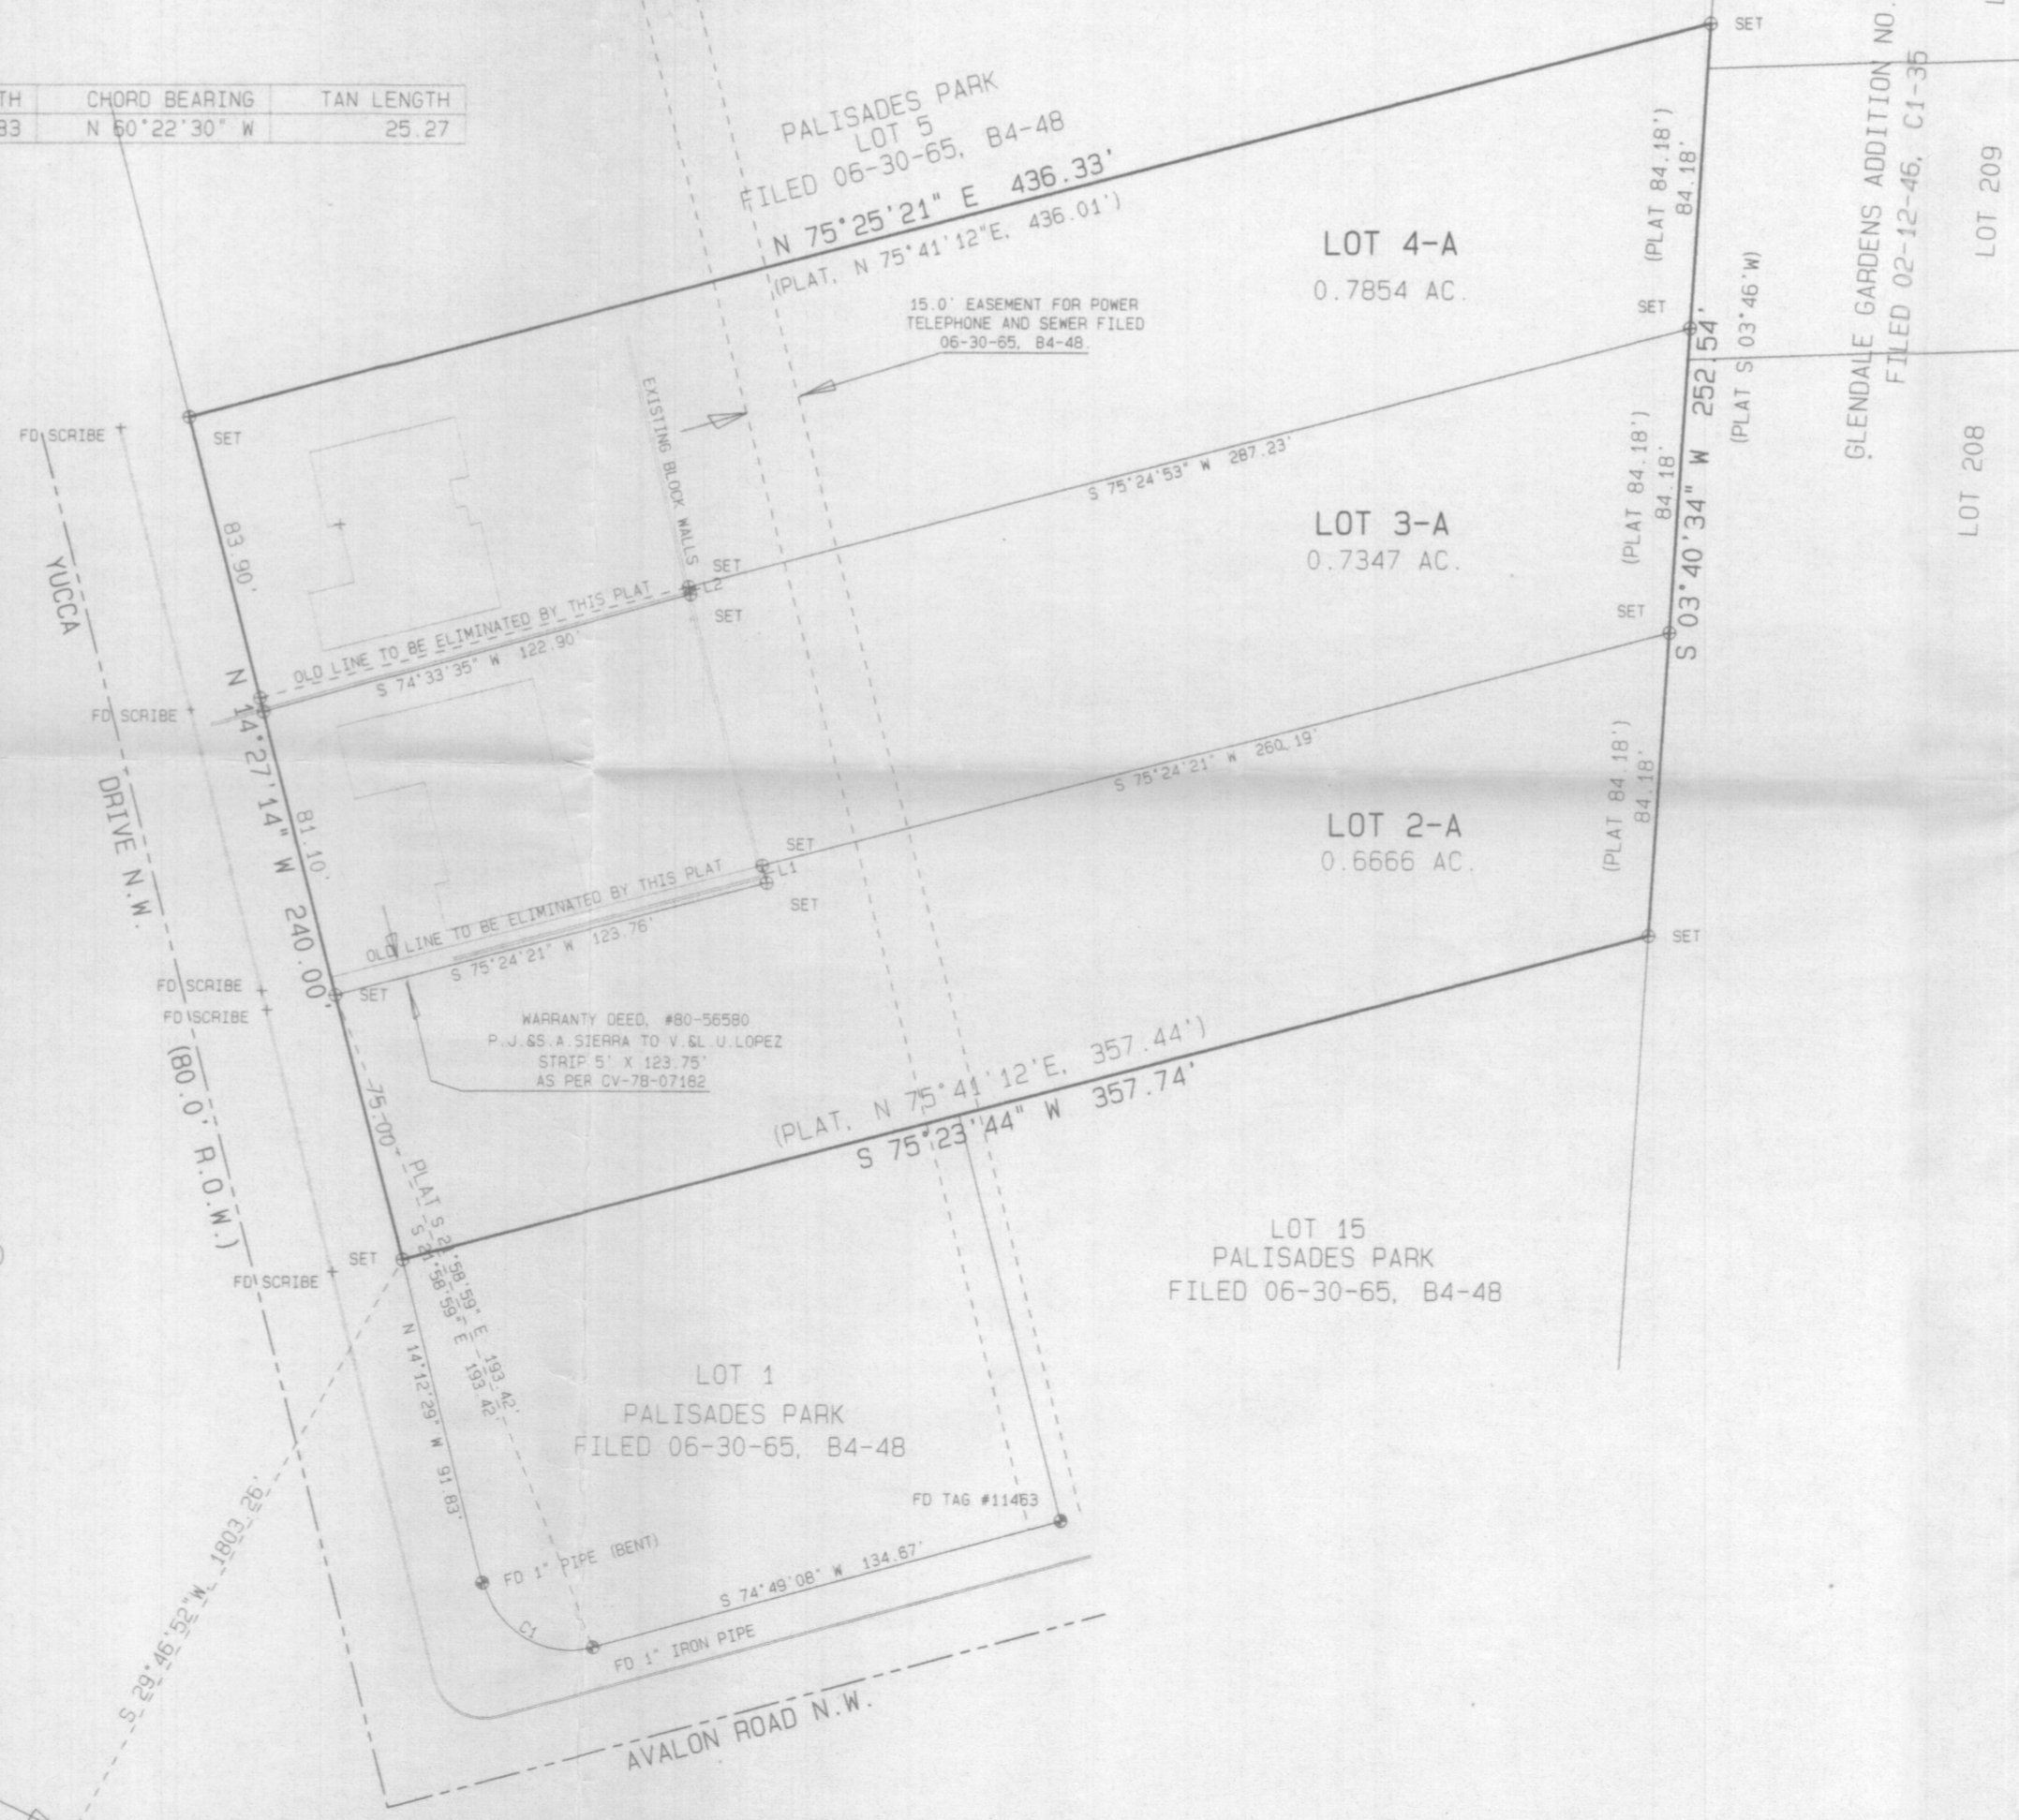 TH CHORD BEARING TAN LENGTH
83 N 60°22'30" W 25.27
PALISADES PARK
LOT 5
FILED 06-30-65, B4-48
N 75°25'21" E 436.33'
(PLAT, N 75°41'12"E, 436.01')
SET
(PLAT 84.18')
84.18'
GLENDALE GARDENS ADDITION NO.
FILED 02-12-46, C1-35
LOT 209
LOT 208
LOT 4-A
0.7854 AC.
15.0' EASEMENT FOR POWER
TELEPHONE AND SEWER FILED
06-30-65, B4-48.
SET
S 03°40'34" W 252.54'
(PLAT S 03°46'W)
FD SCRIBE
SET
EXISTING BLOCK WALLS
S 75°24'53" W 287.23'
(PLAT 84.18')
84.18'
LOT 3-A
0.7347 AC.
83.90'
YUCCA
DRIVE N.W.
(80.0' R.O.W.)
SET
L2
SET
OLD LINE TO BE ELIMINATED BY THIS PLAT
S 74°33'35" W 122.90'
SET
FD SCRIBE
N 14°27'14" W 240.00'
81.10'
S 75°24'21" W 260.19'
(PLAT 84.18')
84.18'
LOT 2-A
0.6666 AC.
SET
L1
SET
OLD LINE TO BE ELIMINATED BY THIS PLAT
S 75°24'21" W 123.76'
SET
SET
FD SCRIBE
FD SCRIBE
WARRANTY DEED, #80-56580
P.J.&S.A.SIERRA TO V.&L.U.LOPEZ
STRIP 5' X 123.75'
AS PER CV-78-07182
75.00'
(PLAT, N 75°41'12"E, 357.44')
S 75°23'44" W 357.74'
PLAT S 21°58'59" E 193.42'
S 21°58'59" E 193.42'
SET
FD SCRIBE
LOT 15
PALISADES PARK
FILED 06-30-65, B4-48
N 14°12'29" W 91.83'
LOT 1
PALISADES PARK
FILED 06-30-65, B4-48
S 29°46'52"W 1803.26'
FD TAG #11463
FD 1" PIPE (BENT)
S 74°49'08" W 134.67'
C1
FD 1" IRON PIPE
AVALON ROAD N.W.